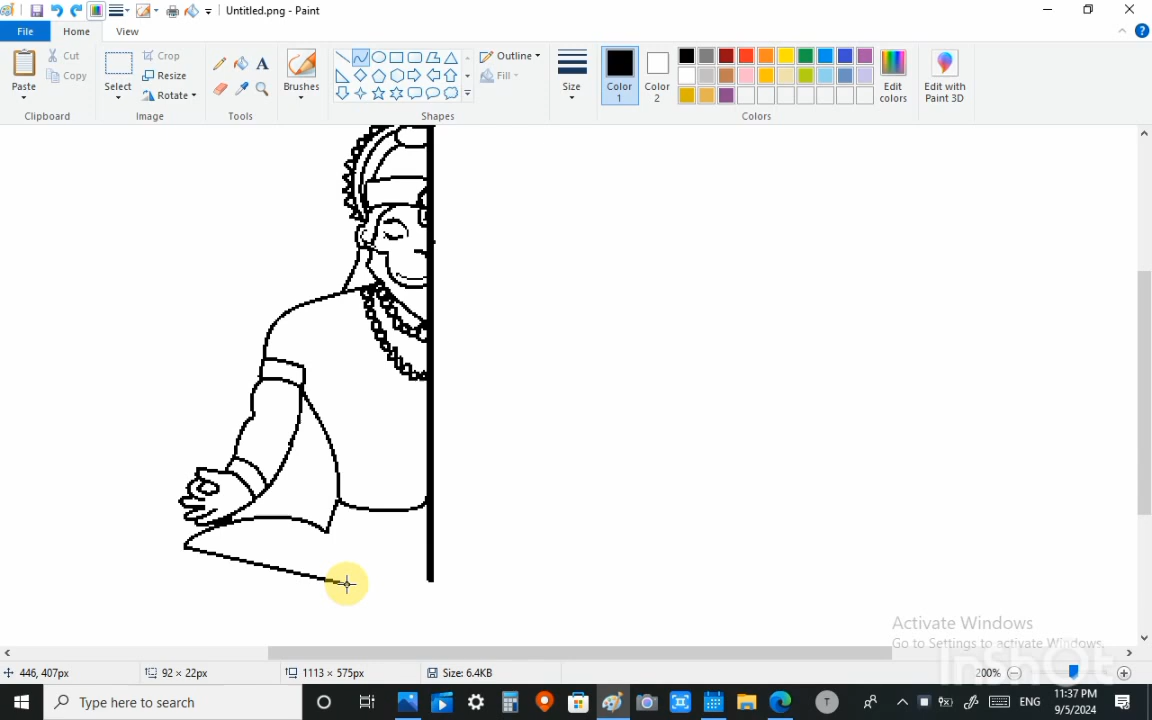 Untitled.png - Paint
File
Home
View
Paste
Cut
Copy
Clipboard
Select
Crop
Resize
Rotate
Image
A
Tools
Brushes
Outline
Fill
Shapes
Size
Color 1
Color 2
Edit colors
Colors
Edit with Paint 3D
Activate Windows
Go to Settings to activate Windows.
InShOt
446, 407px
92 × 22px
1113 × 575px
Size: 6.4KB
200%
Type here to search
T
ENG
11:37 PM
9/5/2024